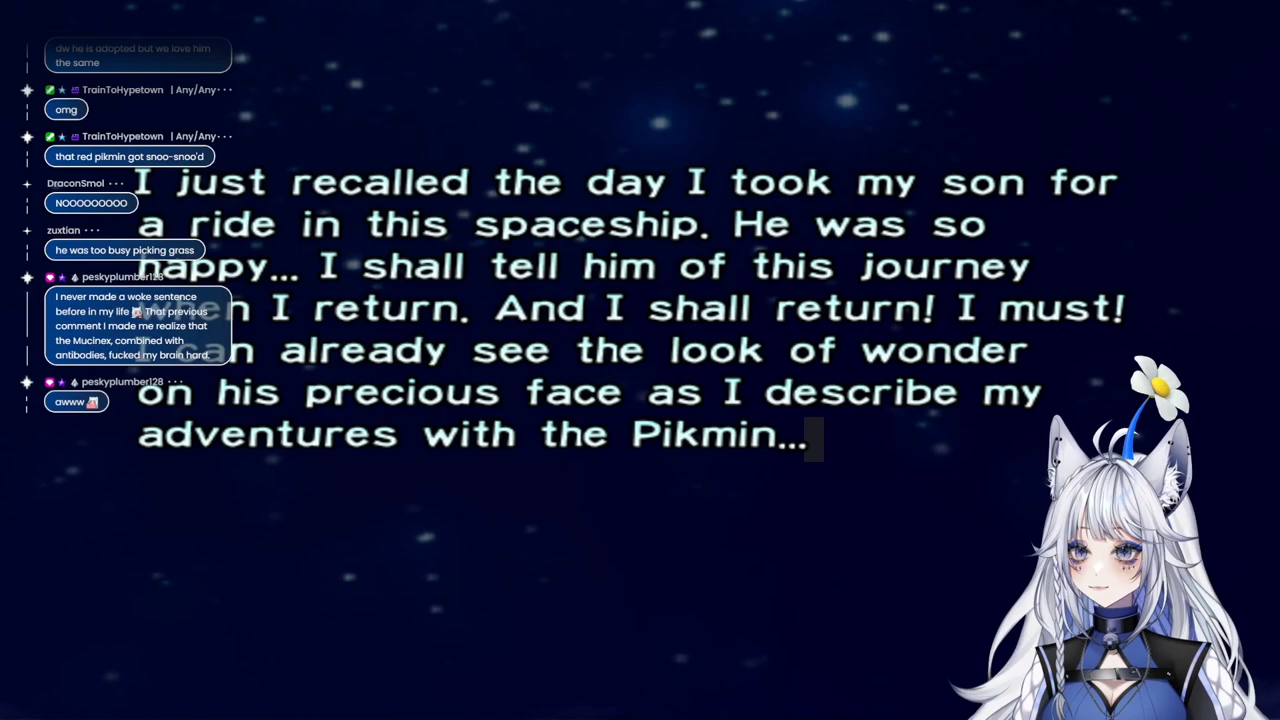 dw he is adopted but we love him
the same
TrainToHypetown | Any/Any...
omg
TrainToHypetown | Any/Any...
that red pikmin got snoo-snoo'd
DraconSmol ...
NOOOOOOOOO
zuxtian ...
he was too busy picking grass
peskyplumber128
I never made a woke sentence
before in my life That previous
comment I made me realize that
the Mucinex, combined with
antibodies, fucked my brain hard.
peskyplumber128 ...
awww
I just recalled the day I took my son for
a ride in this spaceship. He was so
happy... I shall tell him of this journey
when I return. And I shall return! I must!
I can already see the look of wonder
on his precious face as I describe my
adventures with the Pikmin...